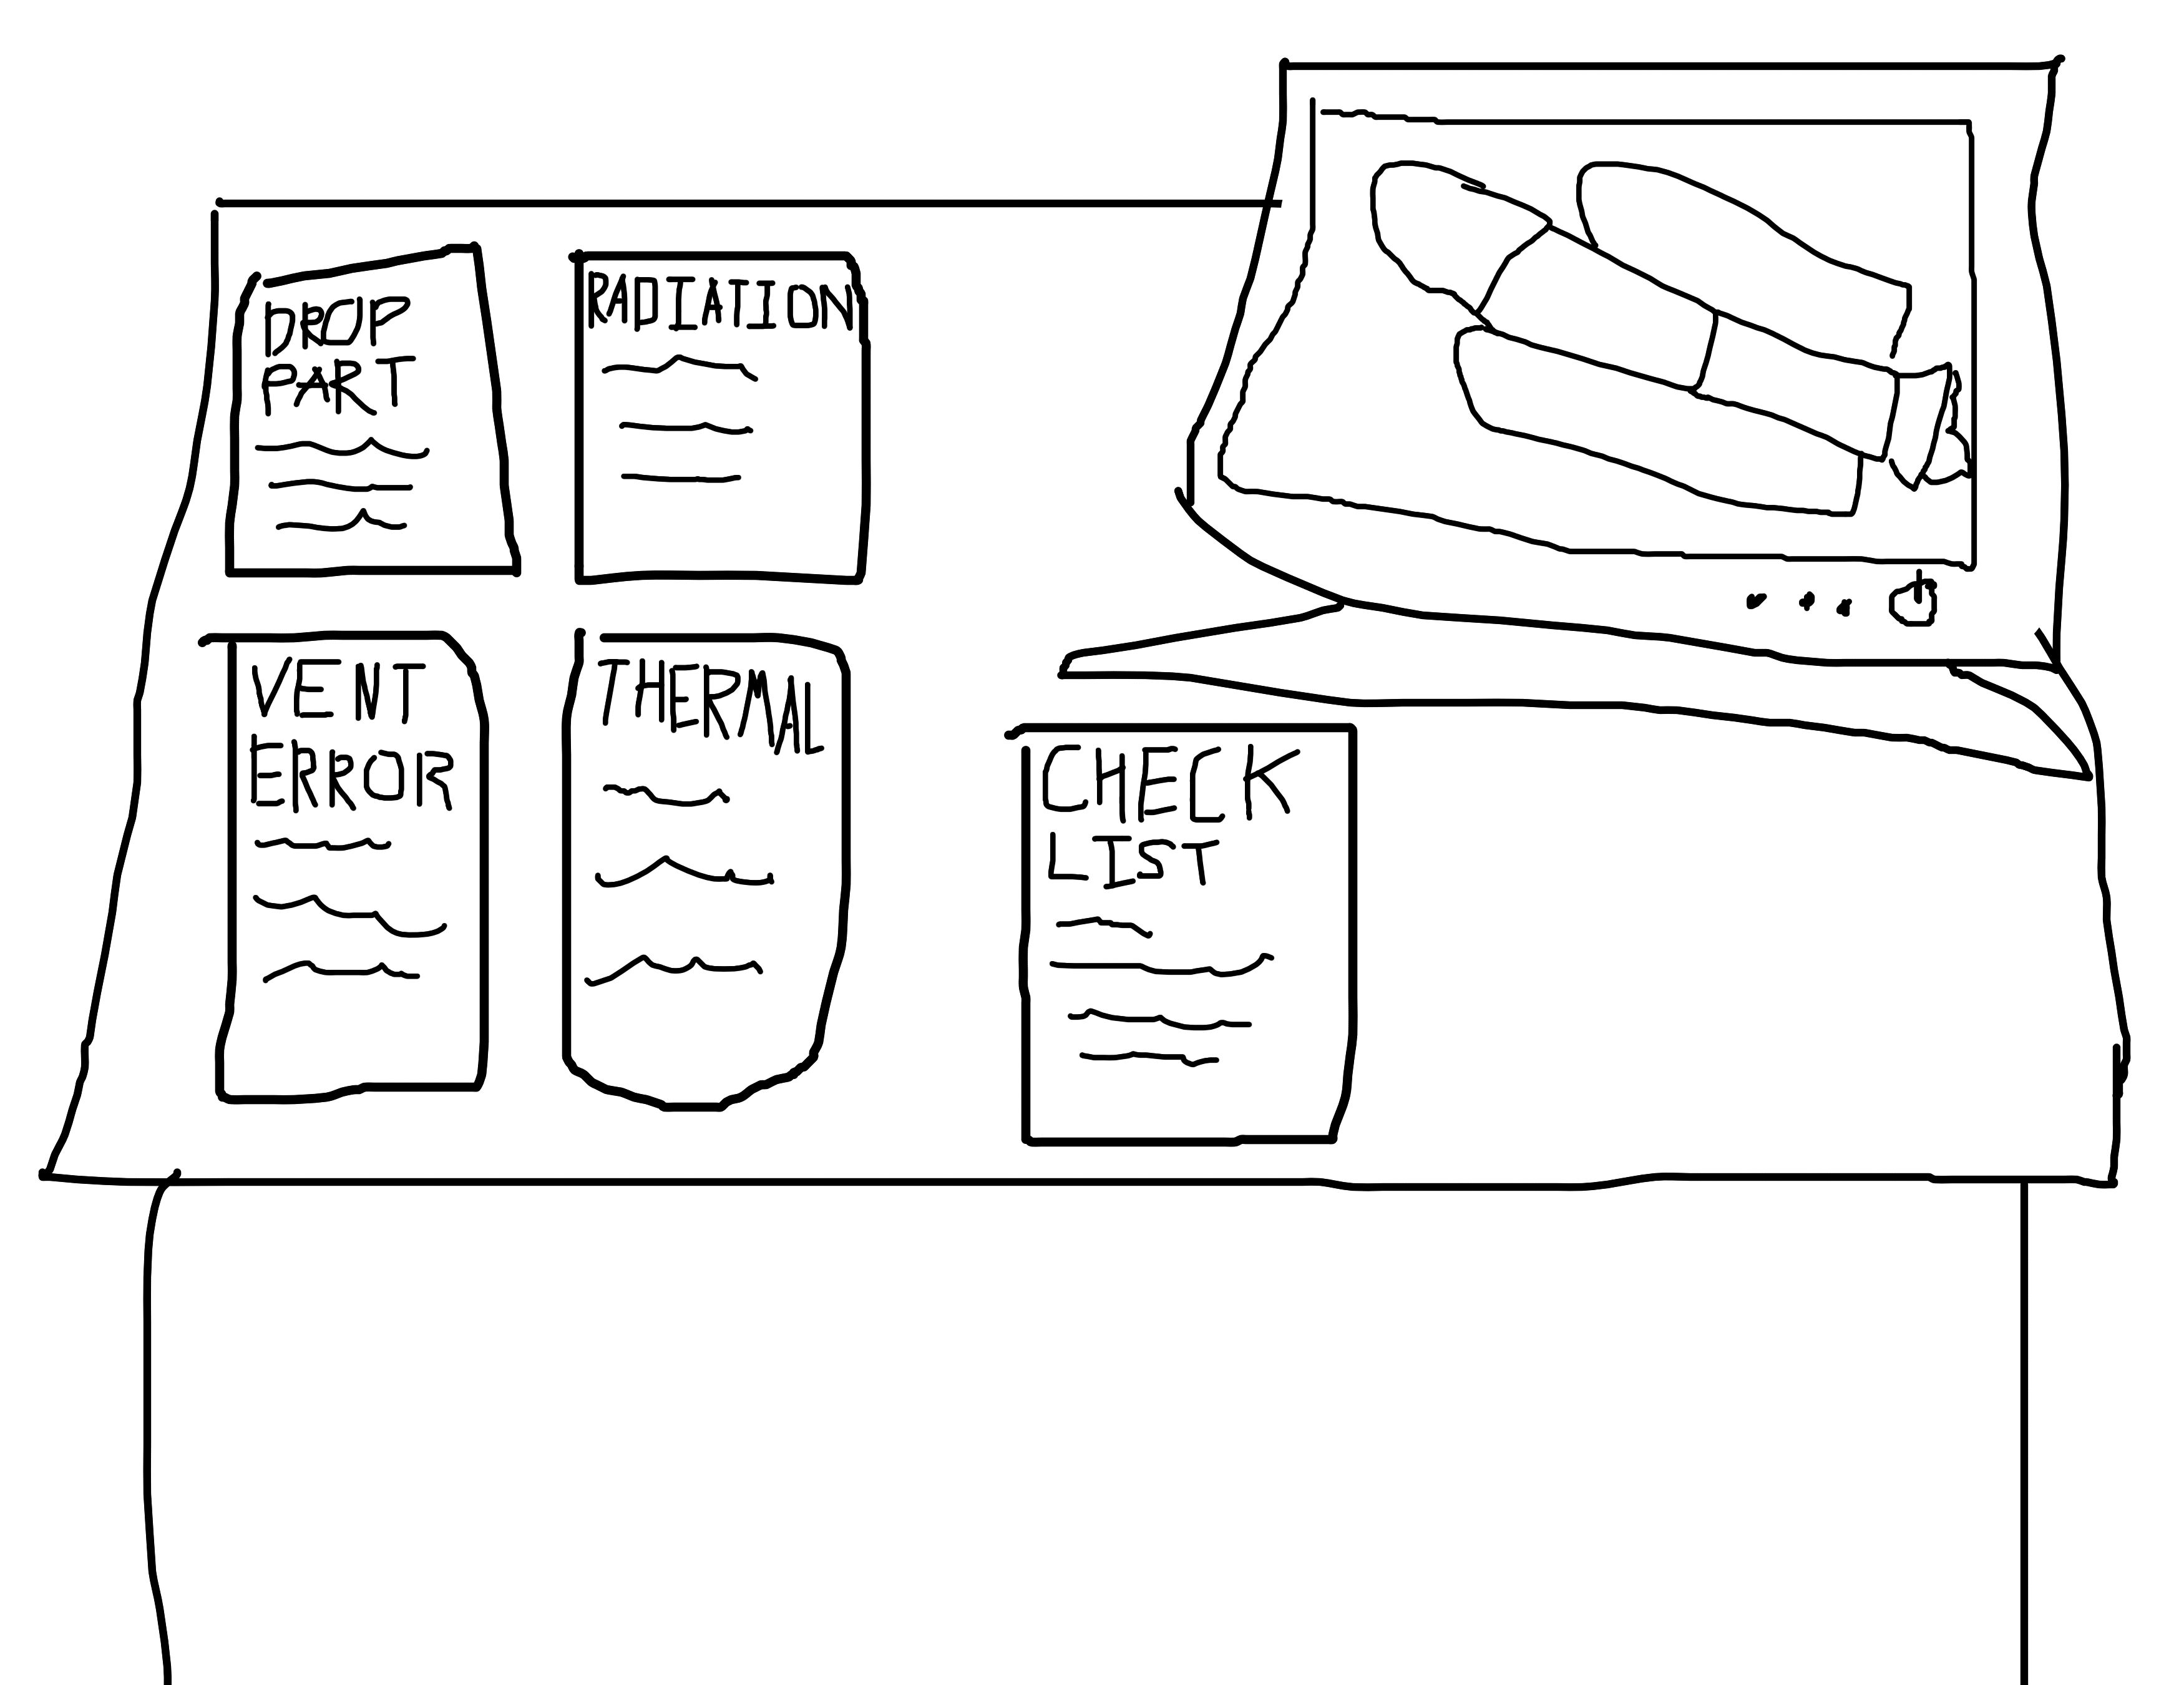 DROP
PART
RADIATION
VENT
ERROR
THERMAL
CHECK
LIST